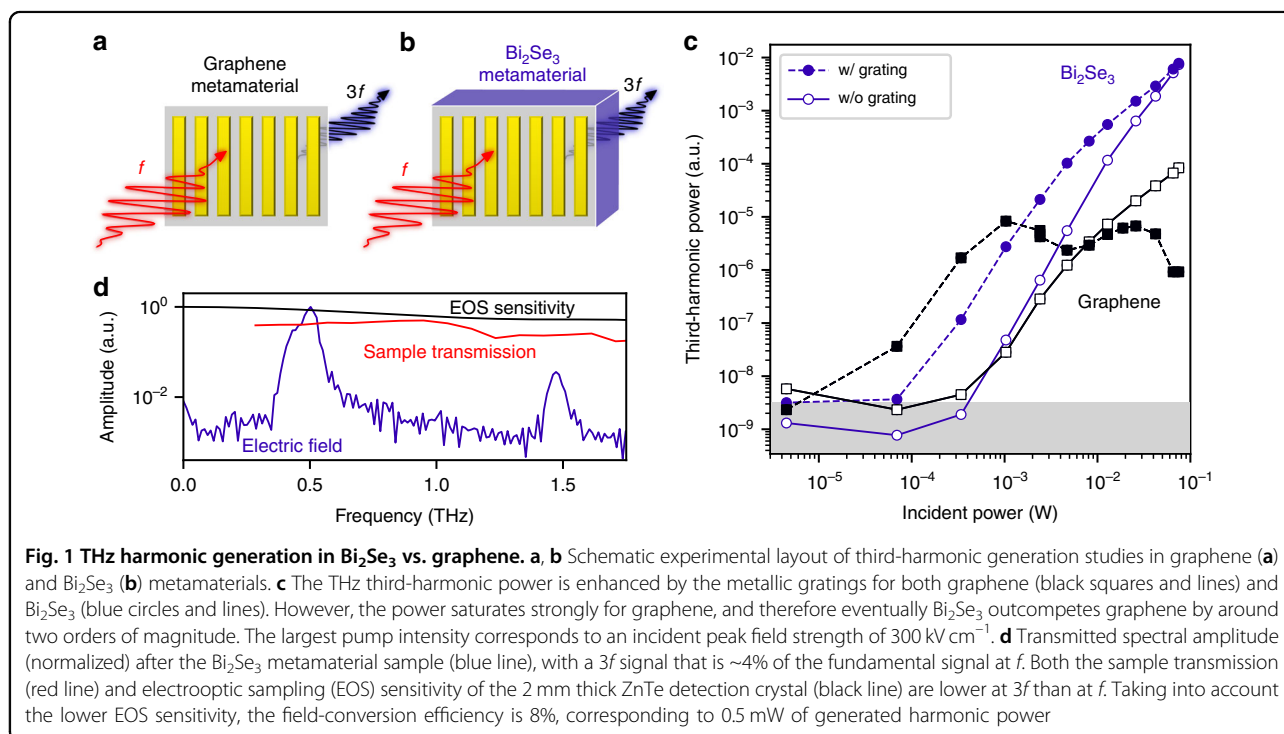 a
Graphene
metamaterial
3f
f
b
Bi₂Se₃
metamaterial
3f
f
c
w/ grating
w/o grating
Bi₂Se₃
Graphene
Third-harmonic power (a.u.)
10⁻²
10⁻³
10⁻⁴
10⁻⁵
10⁻⁶
10⁻⁷
10⁻⁸
10⁻⁹
10⁻⁵
10⁻⁴
10⁻³
10⁻²
10⁻¹
Incident power (W)
d
Amplitude (a.u.)
10⁰
10⁻²
EOS sensitivity
Sample transmission
Electric field
0.0
0.5
1.0
1.5
Frequency (THz)
Fig. 1 THz harmonic generation in Bi₂Se₃ vs. graphene. a, b Schematic experimental layout of third-harmonic generation studies in graphene (a)
and Bi₂Se₃ (b) metamaterials. c The THz third-harmonic power is enhanced by the metallic gratings for both graphene (black squares and lines) and
Bi₂Se₃ (blue circles and lines). However, the power saturates strongly for graphene, and therefore eventually Bi₂Se₃ outcompetes graphene by around
two orders of magnitude. The largest pump intensity corresponds to an incident peak field strength of 300 kV cm⁻¹. d Transmitted spectral amplitude
(normalized) after the Bi₂Se₃ metamaterial sample (blue line), with a 3f signal that is ~4% of the fundamental signal at f. Both the sample transmission
(red line) and electrooptic sampling (EOS) sensitivity of the 2 mm thick ZnTe detection crystal (black line) are lower at 3f than at f. Taking into account
the lower EOS sensitivity, the field-conversion efficiency is 8%, corresponding to 0.5 mW of generated harmonic power